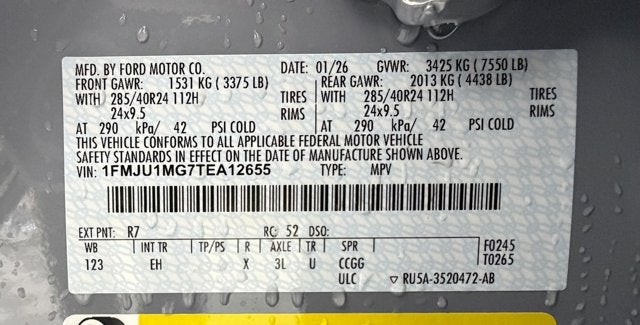 MFD. BY FORD MOTOR CO. DATE: 01/26 GVWR: 3425 KG ( 7550 LB)
FRONT GAWR: 1531 KG ( 3375 LB) REAR GAWR: 2013 KG ( 4438 LB)
WITH 285/40R24 112H TIRES WITH 285/40R24 112H TIRES
24x9.5 RIMS 24x9.5 RIMS
AT 290 kPa/ 42 PSI COLD AT 290 kPa/ 42 PSI COLD
THIS VEHICLE CONFORMS TO ALL APPLICABLE FEDERAL MOTOR VEHICLE
SAFETY STANDARDS IN EFFECT ON THE DATE OF MANUFACTURE SHOWN ABOVE.
VIN: 1FMJU1MG7TEA12655 TYPE: MPV
EXT PNT: R7 RC: 52 DSO:
WB INT TR TP/PS R AXLE TR SPR F0245
123 EH X 3L U CCGG T0265
ULC ▽ RU5A-3520472-AB